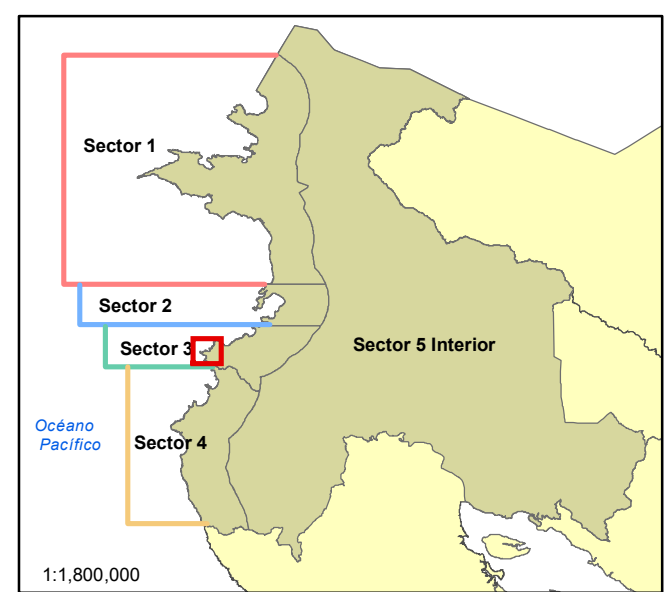 Sector 1
Sector 2
Sector 3
Sector 5 Interior
Océano
Pacífico
Sector 4
1:1,800,000